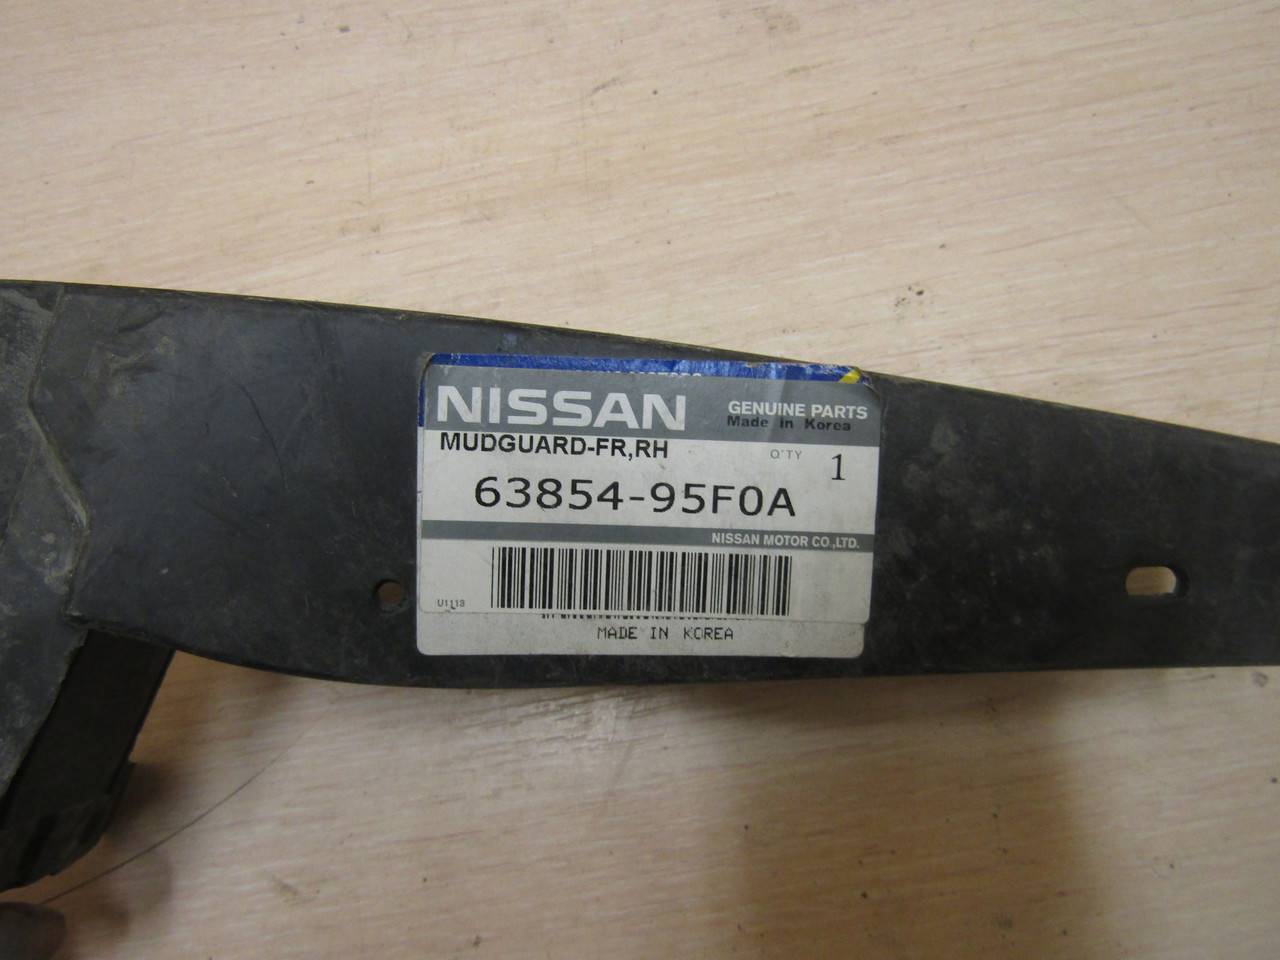 NISSAN
GENUINE PARTS
Made in Korea
MUDGUARD-FR,RH
Q'TY 1
63854-95F0A
NISSAN MOTOR CO.,LTD.
U1113
MADE IN KOREA